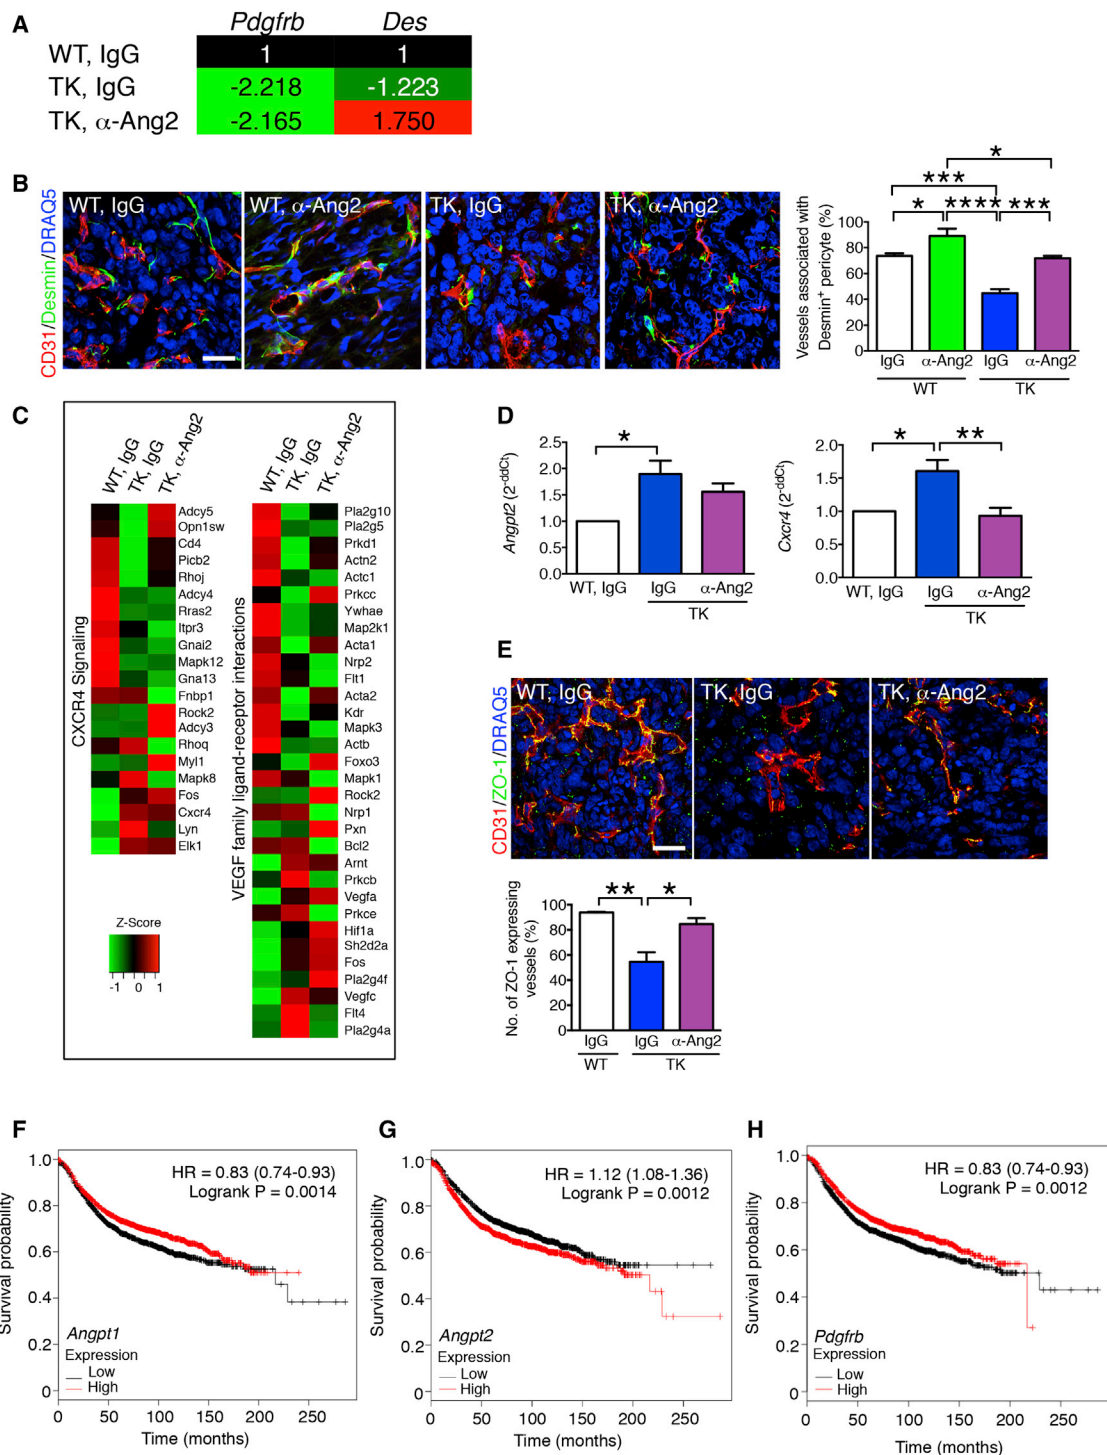 A
Pdgfrb Des
WT, IgG 1 1
TK, IgG -2.218 -1.223
TK, α-Ang2 -2.165 1.750
B
CD31/Desmin/DRAQ5
WT, IgG
WT, α-Ang2
TK, IgG
TK, α-Ang2
Vessels associated with
Desmin+ pericyte (%)
100
80
60
40
20
0
*
***
* **** ***
IgG α-Ang2 IgG α-Ang2
WT TK
C
WT, IgG
TK, IgG
TK, α-Ang2
CXCR4 Signaling
Adcy5
Opn1sw
Cd4
Picb2
Rhoj
Adcy4
Rras2
Itpr3
Gnai2
Mapk12
Gna13
Fnbp1
Rock2
Adcy3
Rhoq
Myl1
Mapk8
Fos
Cxcr4
Lyn
Elk1
Z-Score
-1 0 1
WT, IgG
TK, IgG
TK, α-Ang2
VEGF family ligand-receptor interactions
Pla2g10
Pla2g5
Prkd1
Actn2
Actc1
Prkcc
Ywhae
Map2k1
Acta1
Nrp2
Flt1
Acta2
Kdr
Mapk3
Actb
Foxo3
Mapk1
Rock2
Nrp1
Pxn
Bcl2
Arnt
Prkcb
Vegfa
Prkce
Hif1a
Sh2d2a
Fos
Pla2g4f
Vegfc
Flt4
Pla2g4a
D
Angpt2 (2-ddCt)
2.5
2.0
1.5
1.0
0.5
0.0
*
WT, IgG IgG α-Ang2
TK
Cxcr4 (2-ddCt)
2.0
1.5
1.0
0.5
0.0
* **
WT, IgG IgG α-Ang2
TK
E
CD31/ZO-1/DRAQ5
WT, IgG
TK, IgG
TK, α-Ang2
No. of ZO-1 expressing
vessels (%)
100
80
60
40
20
0
** *
IgG IgG α-Ang2
WT TK
F
Survival probability
1.0
0.8
0.6
0.4
0.2
0
HR = 0.83 (0.74-0.93)
Logrank P = 0.0014
Angpt1
Expression
Low
High
0 50 100 150 200 250
Time (months)
G
Survival probability
1.0
0.8
0.6
0.4
0.2
0
HR = 1.12 (1.08-1.36)
Logrank P = 0.0012
Angpt2
Expression
Low
High
0 50 100 150 200 250
Time (months)
H
Survival probability
1.0
0.8
0.6
0.4
0.2
0
HR = 0.83 (0.74-0.93)
Logrank P = 0.0012
Pdgfrb
Expression
Low
High
0 50 100 150 200 250
Time (months)